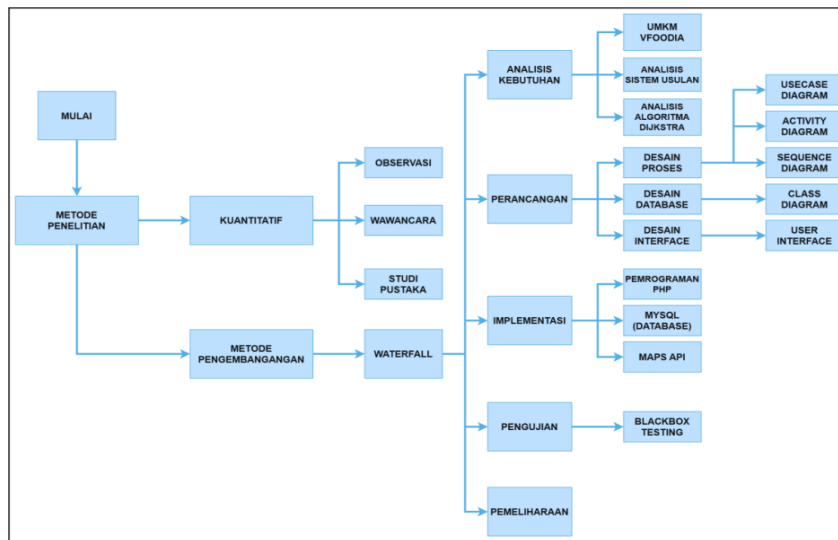 MULAI
METODE
PENELITIAN
KUANTITATIF
OBSERVASI
WAWANCARA
STUDI
PUSTAKA
METODE
PENGEMBANGANGAN
WATERFALL
ANALISIS
KEBUTUHAN
UMKM
VFOODIA
ANALISIS
SISTEM USULAN
ANALISIS
ALGORITMA
DIJKSTRA
PERANCANGAN
DESAIN
PROSES
USECASE
DIAGRAM
ACTIVITY
DIAGRAM
SEQUENCE
DIAGRAM
DESAIN
DATABASE
CLASS
DIAGRAM
DESAIN
INTERFACE
USER
INTERFACE
IMPLEMENTASI
PEMROGRAMAN
PHP
MYSQL
(DATABASE)
MAPS API
PENGUJIAN
BLACKBOX
TESTING
PEMELIHARAAN